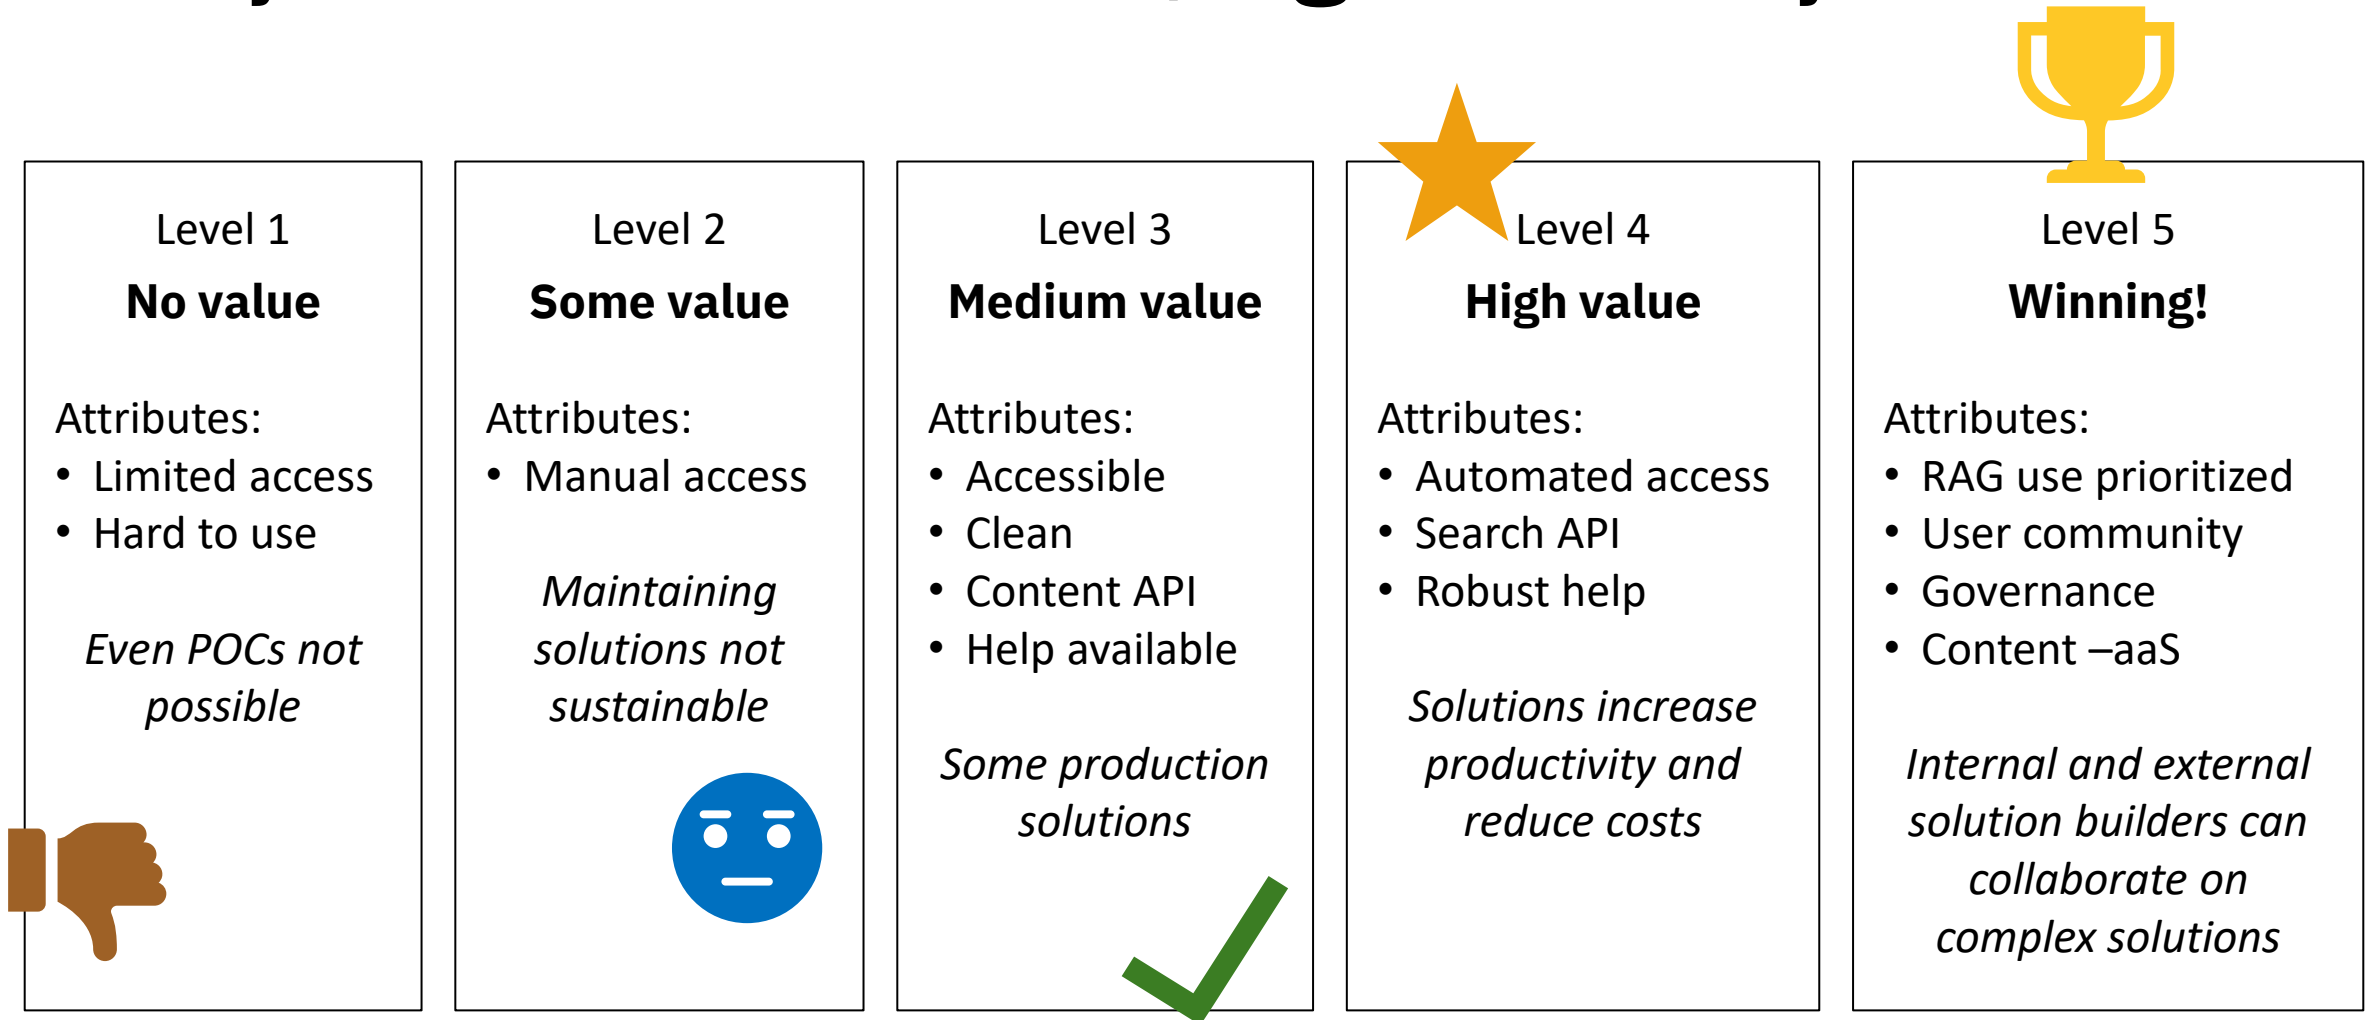 Level 1
No value
Attributes:
• Limited access
• Hard to use
Even POCs not
possible
Level 2
Some value
Attributes:
• Manual access
Maintaining
solutions not
sustainable
Level 3
Medium value
Attributes:
• Accessible
• Clean
• Content API
• Help available
Some production
solutions
Level 4
High value
Attributes:
• Automated access
• Search API
• Robust help
Solutions increase
productivity and
reduce costs
Level 5
Winning!
Attributes:
• RAG use prioritized
• User community
• Governance
• Content –aaS
Internal and external
solution builders can
collaborate on
complex solutions